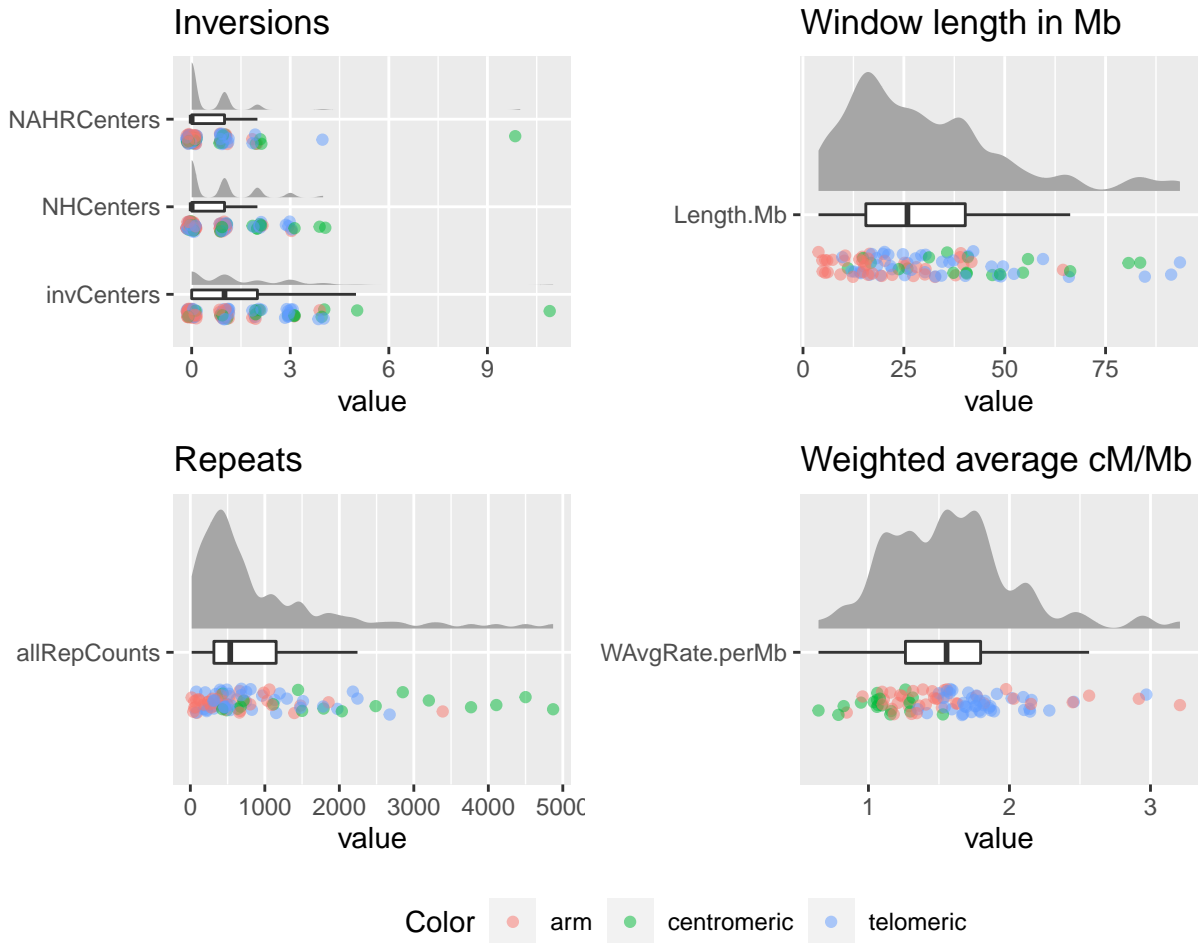 Inversions
NAHRCenters
NHCenters
invCenters
0 3 6 9
value
Window length in Mb
Length.Mb
0 25 50 75
value
Repeats
allRepCounts
0 1000 2000 3000 4000 5000
value
Weighted average cM/Mb
WAvgRate.perMb
1 2 3
value
Color arm centromeric telomeric